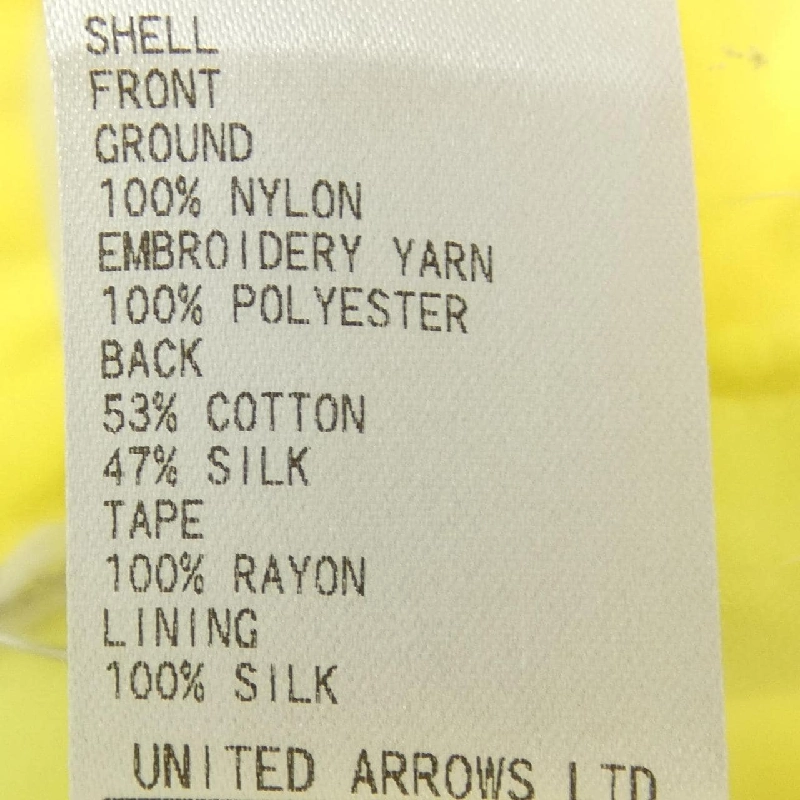 SHELL
FRONT
GROUND
100% NYLON
EMBROIDERY YARN
100% POLYESTER
BACK
53% COTTON
47% SILK
TAPE
100% RAYON
LINING
100% SILK
UNITED ARROWS LTD